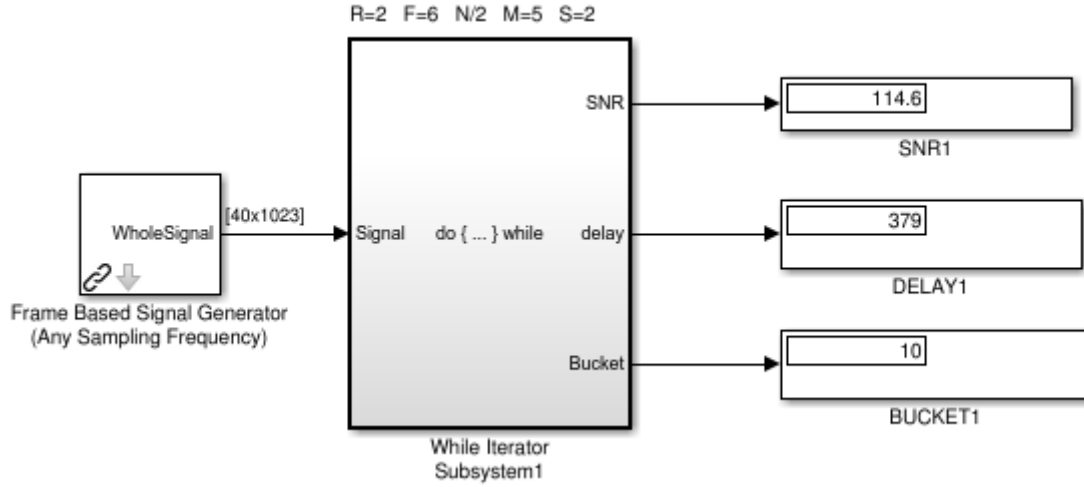 R=2 F=6 N/2 M=5 S=2
SNR
114.6
SNR1
WholeSignal
[40x1023]
Signal
do { ... } while
delay
379
DELAY1
Frame Based Signal Generator
(Any Sampling Frequency)
Bucket
10
BUCKET1
While Iterator
Subsystem1